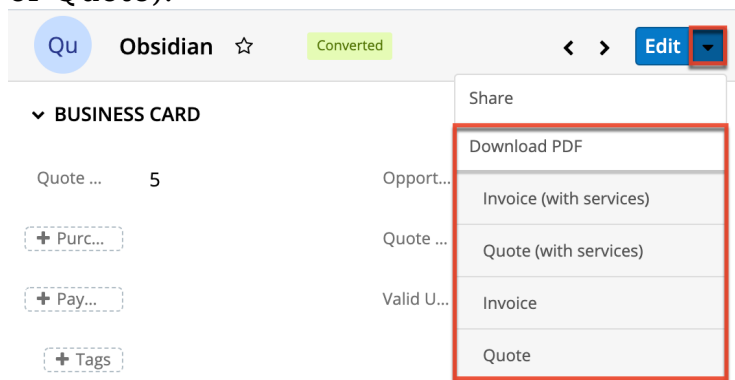 or Quote).
Qu Obsidian Converted Edit
Share
BUSINESS CARD
Download PDF
Quote ... 5 Opport...
Invoice (with services)
+ Purc... Quote ...
Quote (with services)
+ Pay... Valid U...
Invoice
+ Tags
Quote